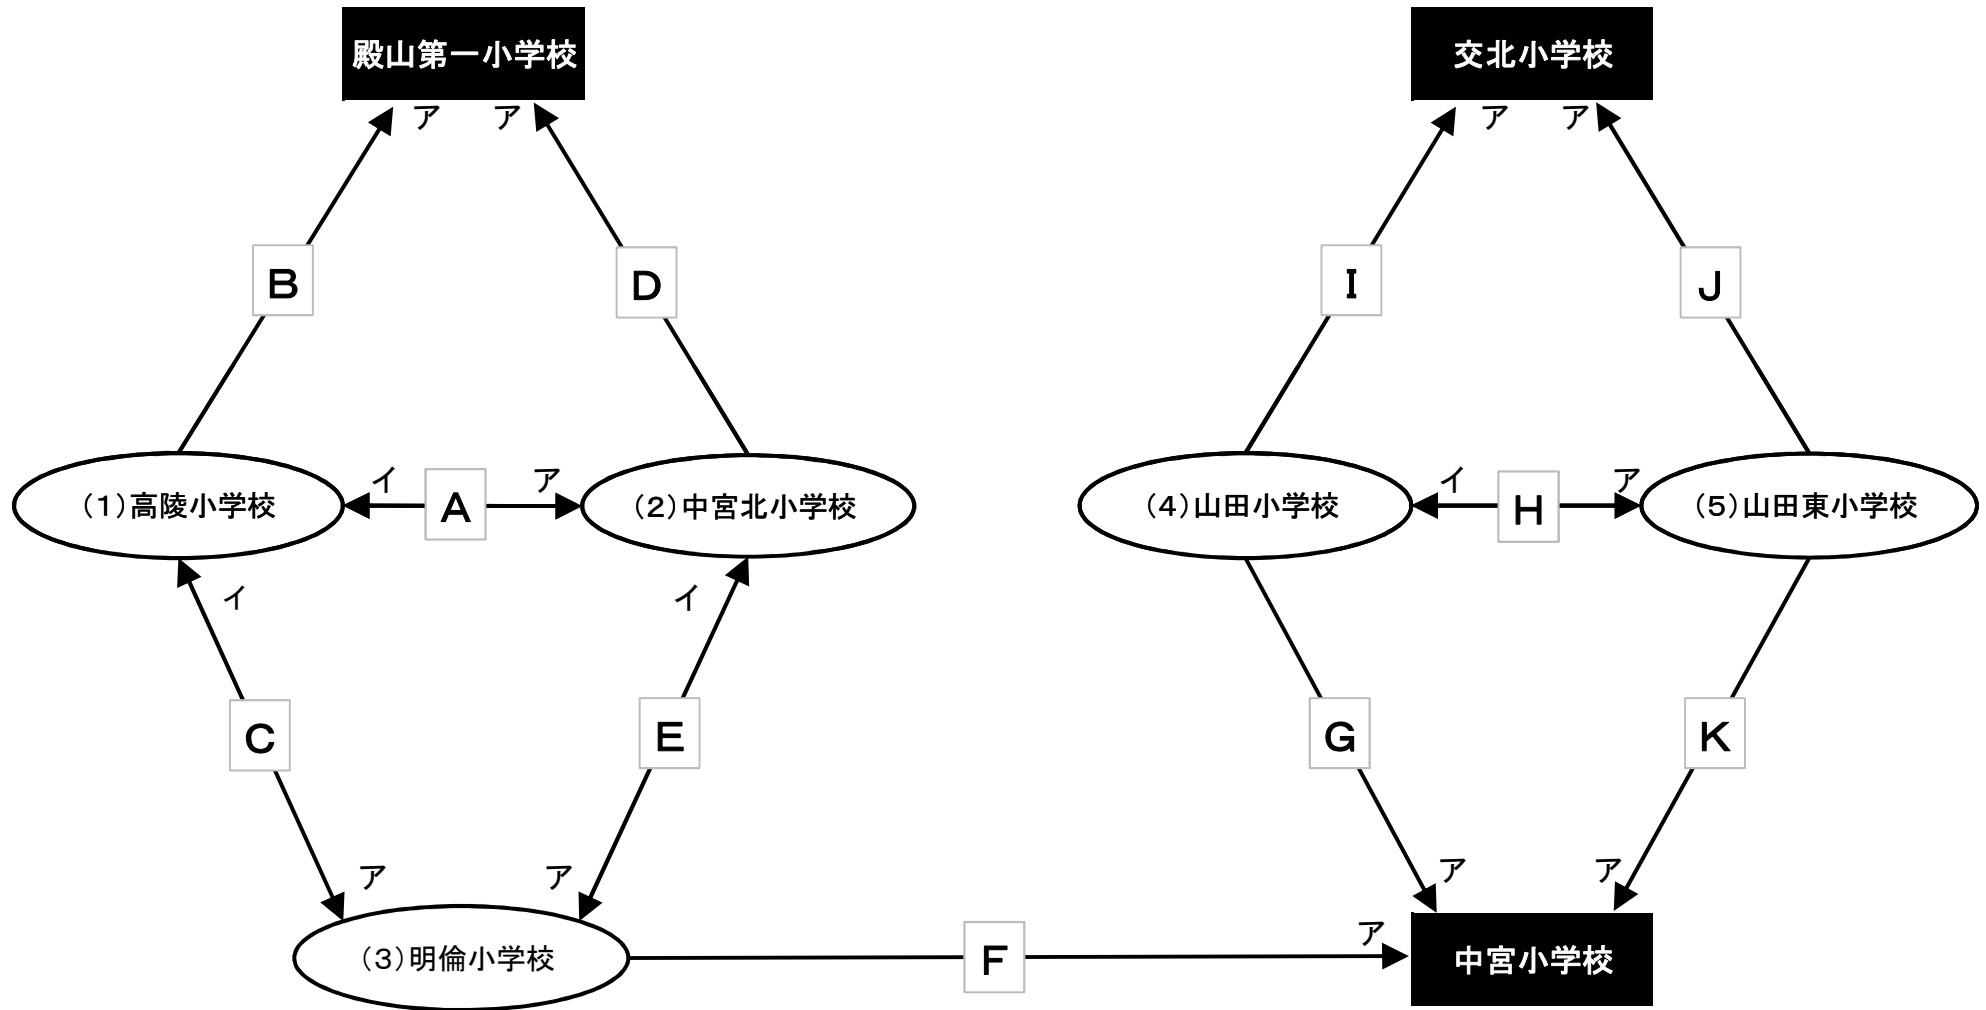 殿山第一小学校
交北小学校
ア
ア
ア
ア
B
D
I
J
(1)高陵小学校
イ
A
ア
(2)中宮北小学校
(4)山田小学校
イ
H
ア
(5)山田東小学校
イ
イ
C
E
G
K
ア
ア
ア
ア
(3)明倫小学校
F
ア
中宮小学校